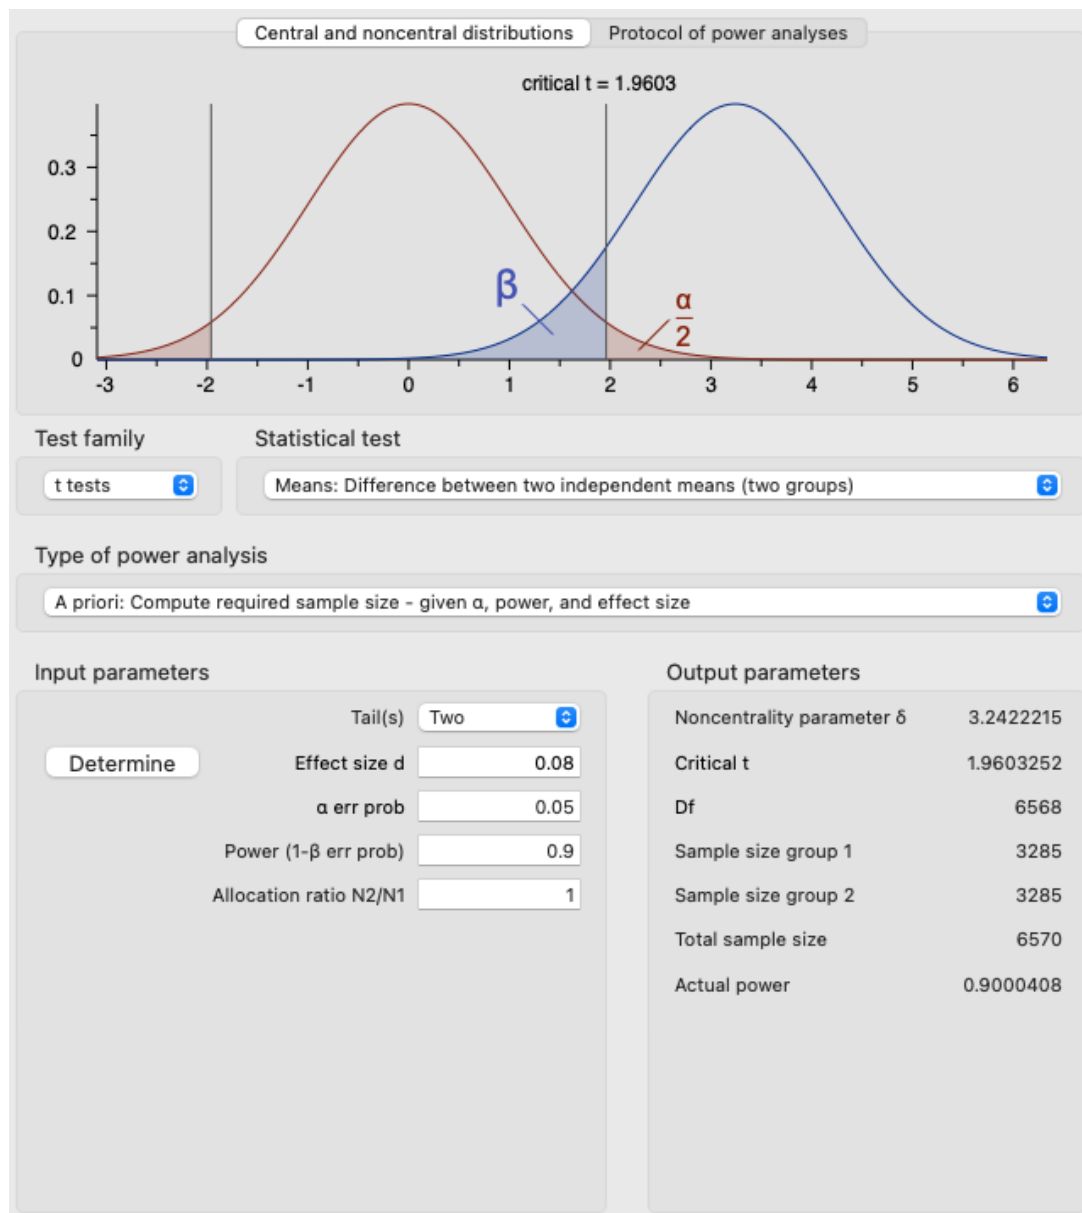 Central and noncentral distributions Protocol of power analyses
critical t = 1.9603
0.3
0.2
0.1
0
β
α
2
-3 -2 -1 0 1 2 3 4 5 6
Test family Statistical test
t tests Means: Difference between two independent means (two groups)
Type of power analysis
A priori: Compute required sample size - given α, power, and effect size
Input parameters Output parameters
Tail(s) Two Noncentrality parameter δ 3.2422215
Determine Effect size d 0.08 Critical t 1.9603252
α err prob 0.05 Df 6568
Power (1-β err prob) 0.9 Sample size group 1 3285
Allocation ratio N2/N1 1 Sample size group 2 3285
Total sample size 6570
Actual power 0.9000408